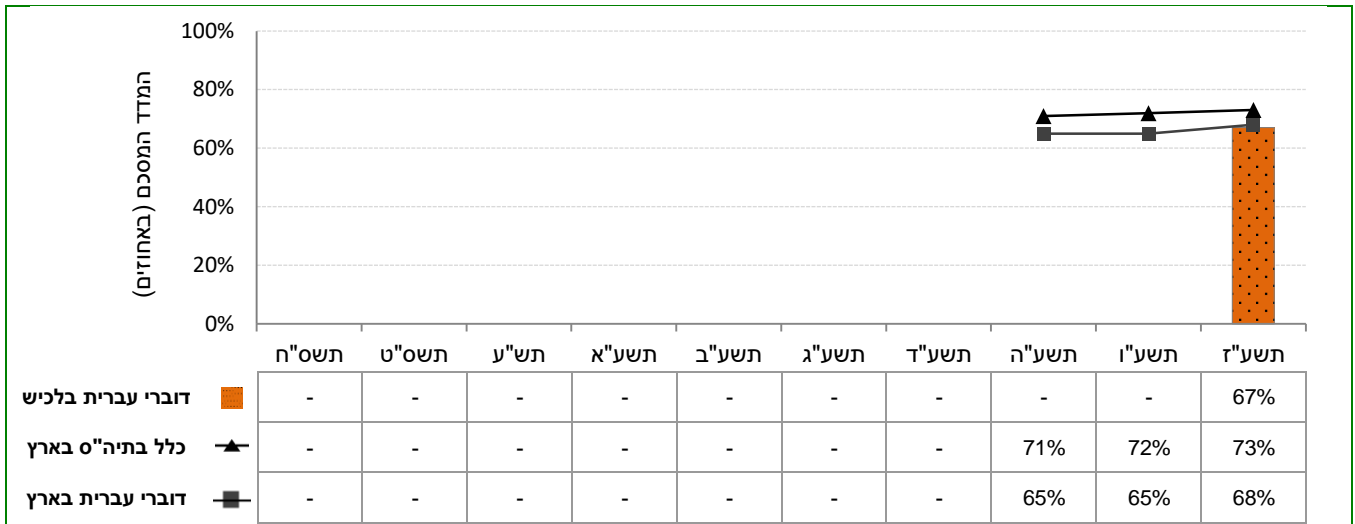 המדד המסכם (באחוזים)
100%
80%
60%
40%
20%
0%
תשס"ח תשס"ט תש"ע תשע"א תשע"ב תשע"ג תשע"ד תשע"ה תשע"ו תשע"ז
דוברי עברית בלכיש - - - - - - - - - 67%
כלל בתיה"ס בארץ - - - - - - - 71% 72% 73%
דוברי עברית בארץ - - - - - - - 65% 65% 68%